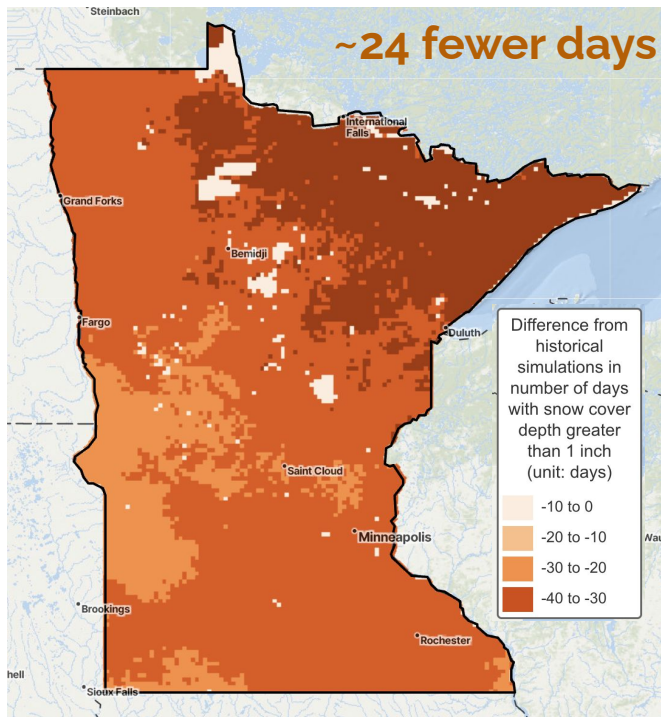 Steinbach
~24 fewer days
International
Falls
Grand Forks
Bemidji
Fargo
Duluth
Difference from
historical
simulations in
number of days
with snow cover
depth greater
than 1 inch
(unit: days)
-10 to 0
-20 to -10
-30 to -20
-40 to -30
Saint Cloud
Minneapolis
Wau
Brookings
Rochester
hell
Sioux Falls